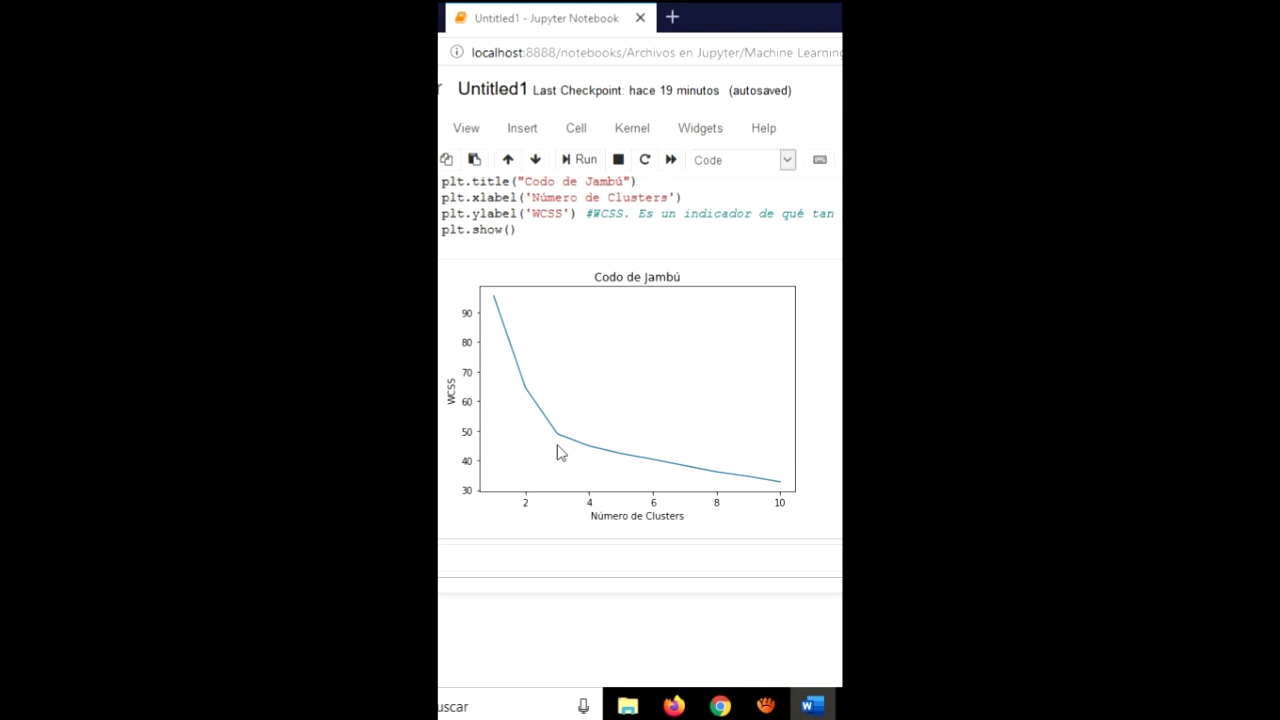 Untitled1 - Jupyter Notebook
localhost:8888/notebooks/Archivos en Jupyter/Machine Learning
r Untitled1 Last Checkpoint: hace 19 minutos (autosaved)
View Insert Cell Kernel Widgets Help
Run Code
plt.title("Codo de Jambú")
plt.xlabel('Número de Clusters')
plt.ylabel('WCSS') #WCSS. Es un indicador de qué tan
plt.show()
Codo de Jambú
90
80
70
60
50
40
30
WCSS
2 4 6 8 10
Número de Clusters
uscar
W